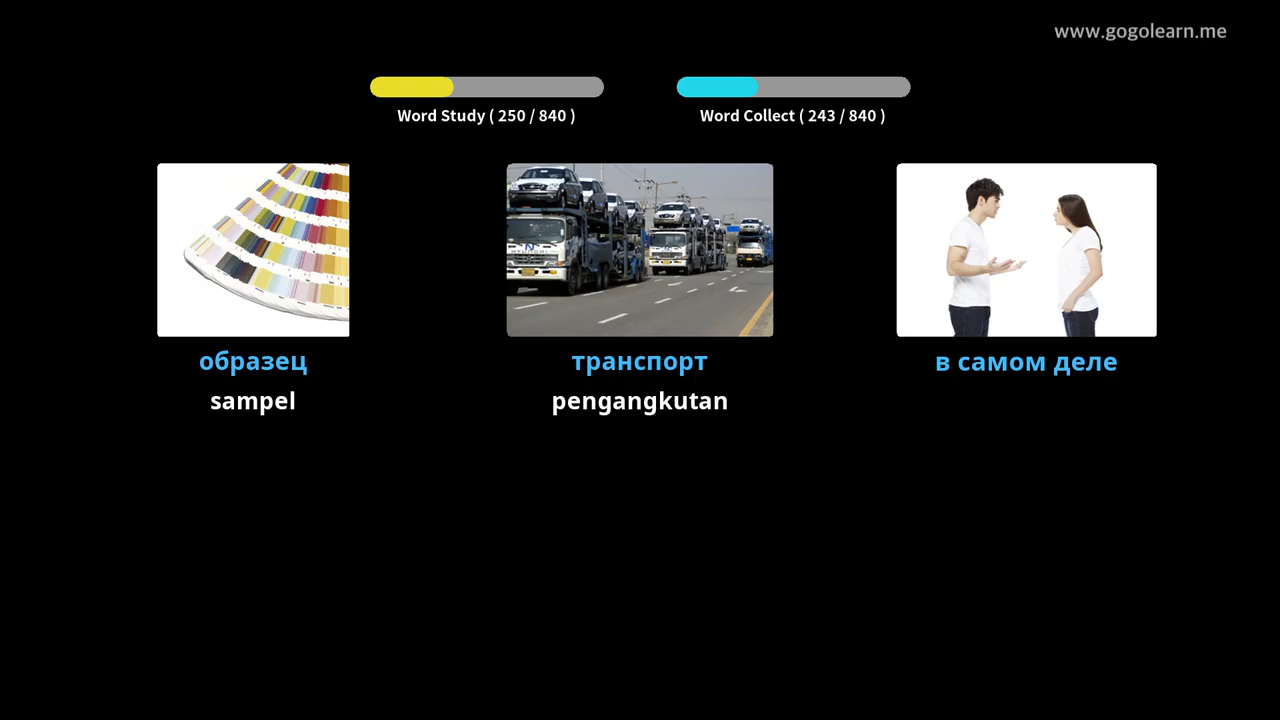 www.gogolearn.me
Word Study ( 250 / 840 )
Word Collect ( 243 / 840 )
образец
транспорт
в самом деле
sampel
pengangkutan